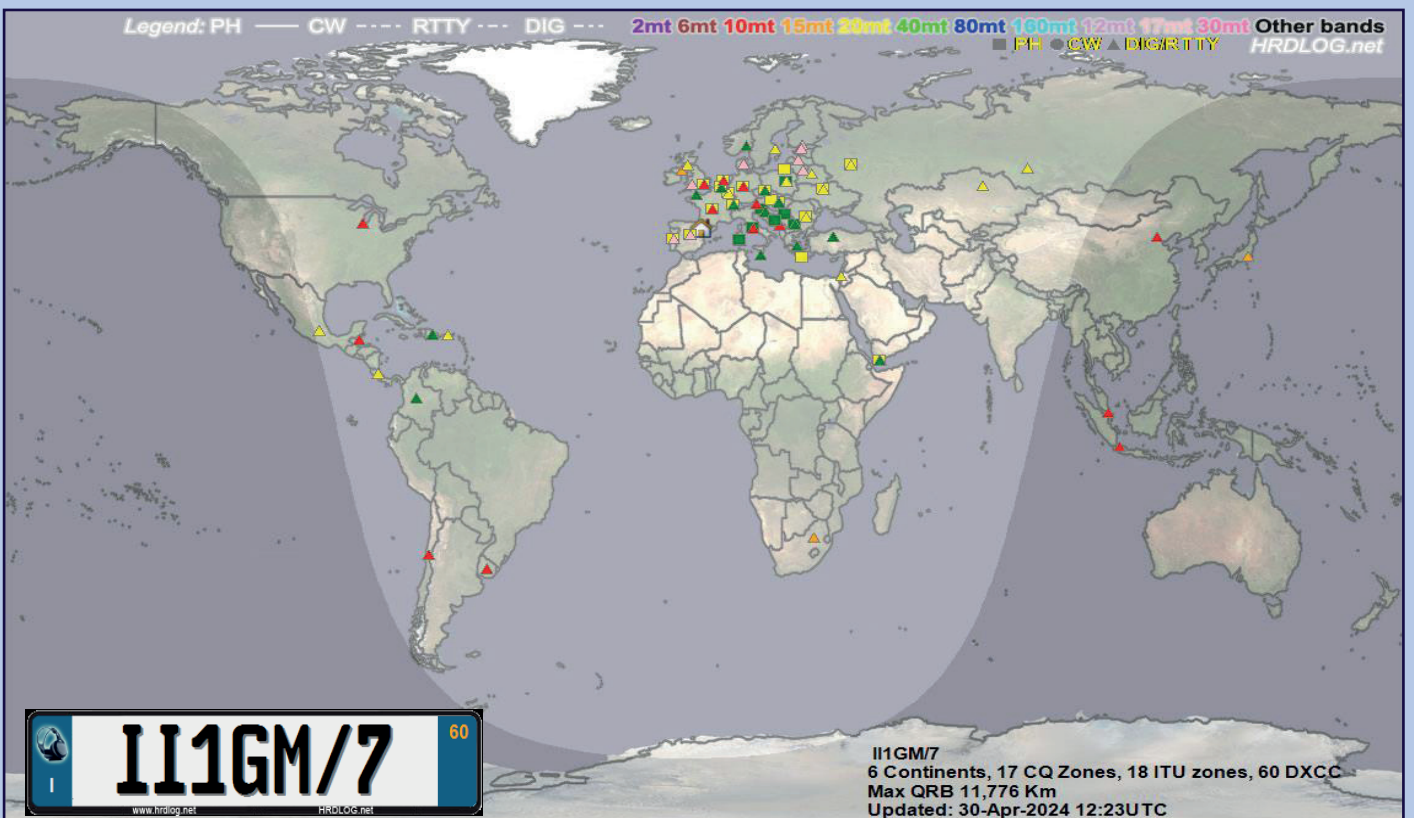 Legend: PH —— CW -·-·- RTTY --·-- DIG -·--
2mt 6mt 10mt 15mt 20mt 40mt 80mt 160mt 12mt 17mt 30mt Other bands
■ PH ● CW ▲ DIG/RTTY HRDLOG.net
60
II1GM/7
I
www.hrdlog.net HRDLOG.net
II1GM/7
6 Continents, 17 CQ Zones, 18 ITU zones, 60 DXCC
Max QRB 11,776 Km
Updated: 30-Apr-2024 12:23UTC